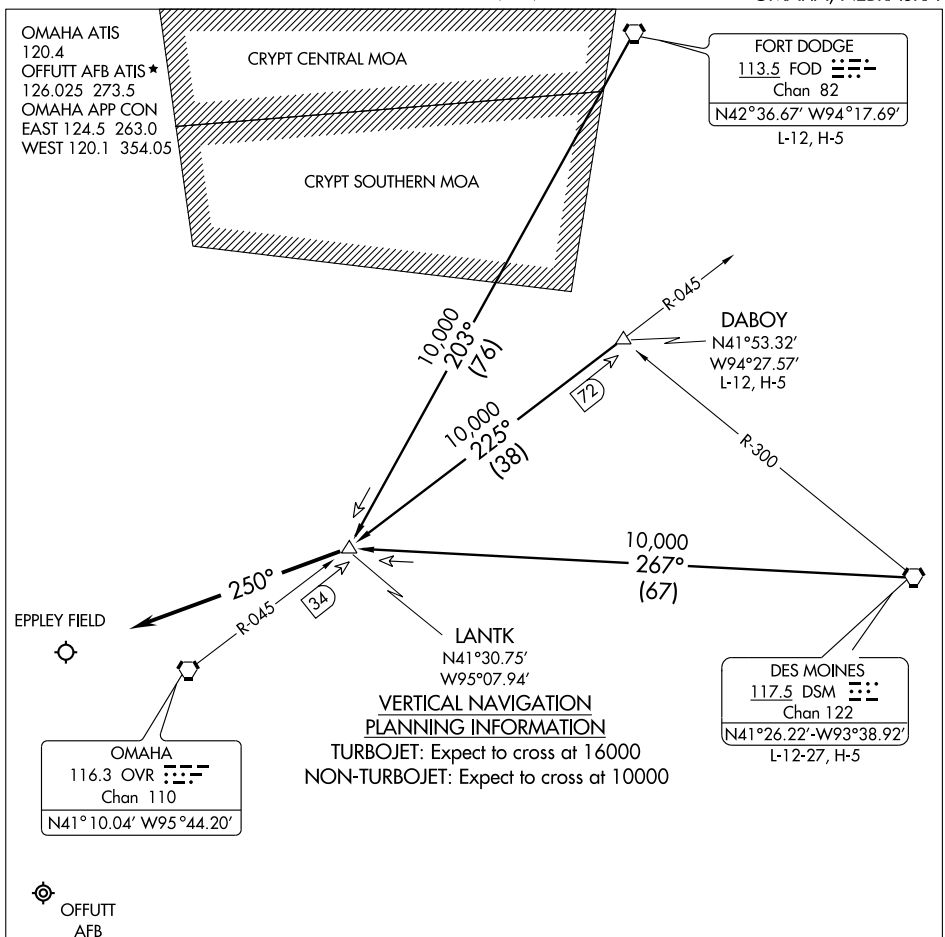 OMAHA ATIS
120.4
OFFUTT AFB ATIS ★
126.025 273.5
OMAHA APP CON
EAST 124.5 263.0
WEST 120.1 354.05
CRYPT CENTRAL MOA
CRYPT SOUTHERN MOA
FORT DODGE
113.5 FOD
Chan 82
N42°36.67' W94°17.69'
L-12, H-5
R-045
DABOY
N41°53.32'
W94°27.57'
L-12, H-5
10,000
203°
(76)
72
10,000
225°
(38)
R-300
10,000
267°
(67)
250°
R-045
34
EPPLEY FIELD
LANTK
N41°30.75'
W95°07.94'
VERTICAL NAVIGATION
PLANNING INFORMATION
TURBOJET: Expect to cross at 16000
NON-TURBOJET: Expect to cross at 10000
DES MOINES
117.5 DSM
Chan 122
N41°26.22'-W93°38.92'
L-12-27, H-5
OMAHA
116.3 OVR
Chan 110
N41°10.04' W95°44.20'
OFFUTT
AFB